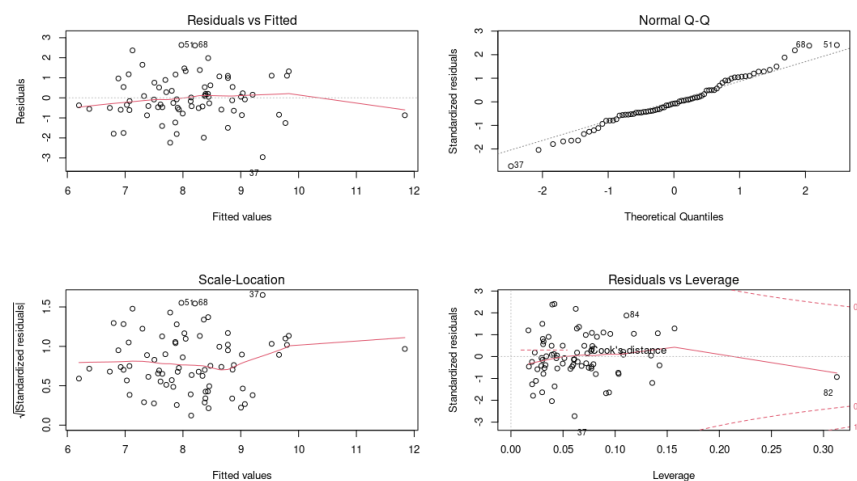 Residuals vs Fitted
Residuals
3
2
1
0
-1
-2
-3
51 68
37
6 7 8 9 10 11 12
Fitted values
Normal Q-Q
Standardized residuals
2
1
0
-1
-2
37
68 51
-2 -1 0 1 2
Theoretical Quantiles
Scale-Location
√|Standardized residuals|
1.5
1.0
0.5
0.0
51 68
37
6 7 8 9 10 11 12
Fitted values
Residuals vs Leverage
Standardized residuals
3
2
1
0
-1
-2
-3
84
Cook's distance
82
37
0
0
1
0.00 0.05 0.10 0.15 0.20 0.25 0.30
Leverage